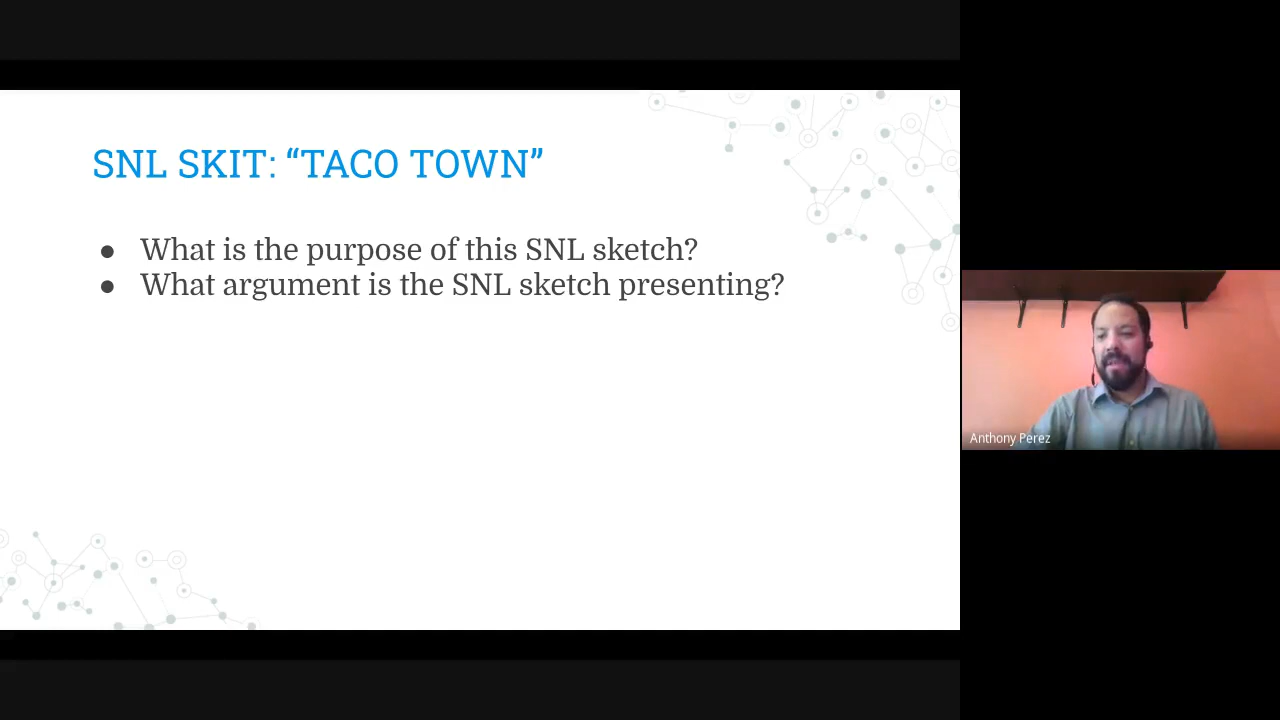 SNL SKIT: “TACO TOWN”
● What is the purpose of this SNL sketch?
● What argument is the SNL sketch presenting?
Anthony Perez